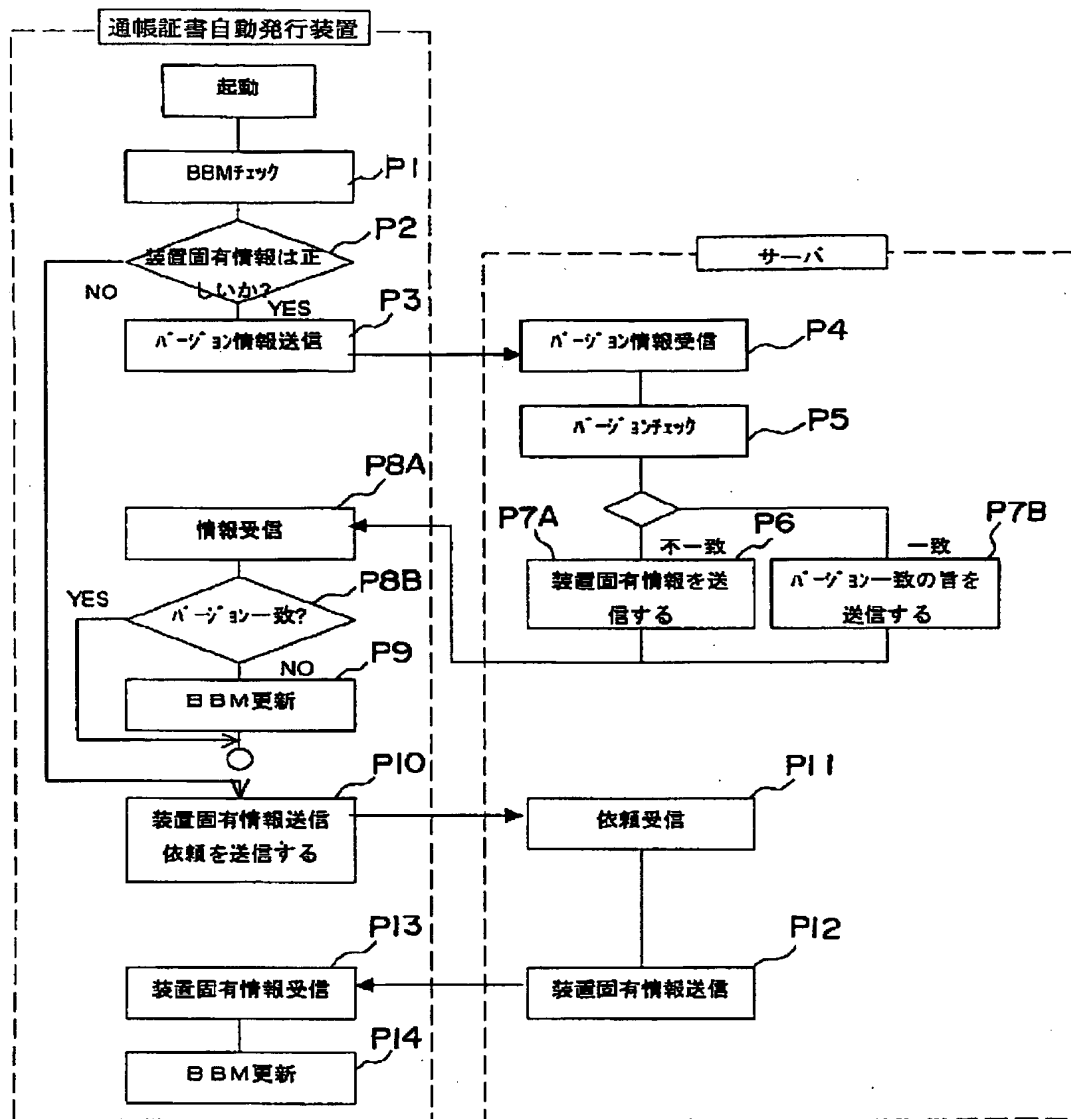 通帳証書自動発行装置
起動
BBMチェック
P1
P2
装置固有情報は正
しいか?
NO
YES
P3
バージョン情報送信
サーバ
バージョン情報受信
P4
バージョンチェック
P5
P8A
情報受信
P7A
不一致
P6
一致
P7B
装置固有情報を送
信する
バージョン一致の旨を
送信する
P8B
YES
バージョン一致?
NO
P9
BBM更新
P10
装置固有情報送信
依頼を送信する
P11
依頼受信
P13
装置固有情報受信
P12
装置固有情報送信
P14
BBM更新